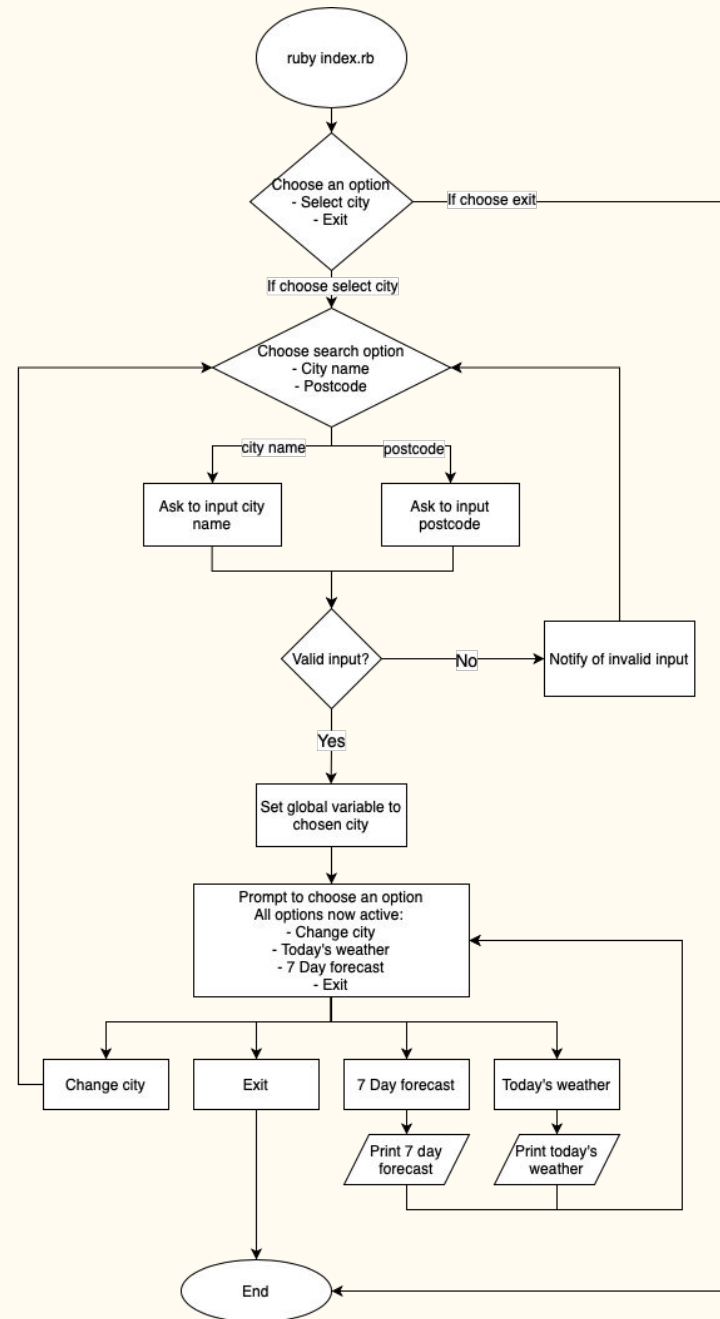 ruby index.rb
Choose an option
- Select city
- Exit
If choose exit
If choose select city
Choose search option
- City name
- Postcode
city name
postcode
Ask to input city
name
Ask to input
postcode
Valid input?
No
Notify of invalid input
Yes
Set global variable to
chosen city
Prompt to choose an option
All options now active:
- Change city
- Today's weather
- 7 Day forecast
- Exit
Change city
Exit
7 Day forecast
Today's weather
Print 7 day
forecast
Print today's
weather
End